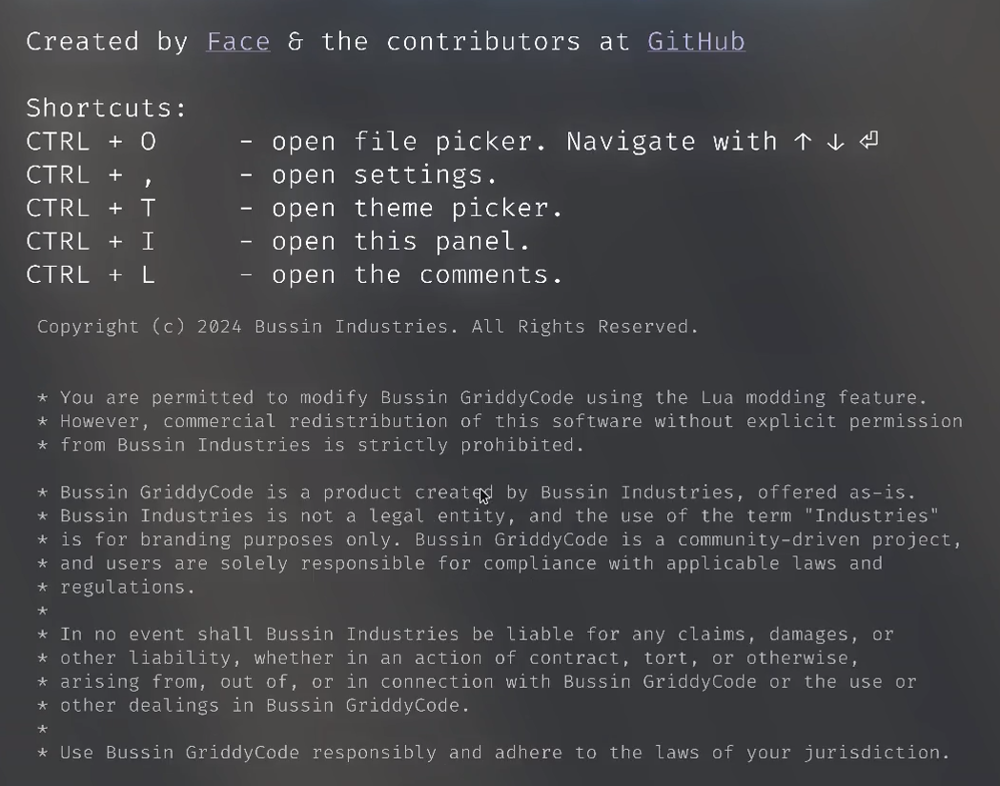 Created by Face & the contributors at GitHub
Shortcuts:
CTRL + O - open file picker. Navigate with ↑ ↓ ⏎
CTRL + , - open settings.
CTRL + T - open theme picker.
CTRL + I - open this panel.
CTRL + L - open the comments.
Copyright (c) 2024 Bussin Industries. All Rights Reserved.
* You are permitted to modify Bussin GriddyCode using the Lua modding feature.
* However, commercial redistribution of this software without explicit permission
* from Bussin Industries is strictly prohibited.
* Bussin GriddyCode is a product created by Bussin Industries, offered as-is.
* Bussin Industries is not a legal entity, and the use of the term "Industries"
* is for branding purposes only. Bussin GriddyCode is a community-driven project,
* and users are solely responsible for compliance with applicable laws and
* regulations.
*
* In no event shall Bussin Industries be liable for any claims, damages, or
* other liability, whether in an action of contract, tort, or otherwise,
* arising from, out of, or in connection with Bussin GriddyCode or the use or
* other dealings in Bussin GriddyCode.
*
* Use Bussin GriddyCode responsibly and adhere to the laws of your jurisdiction.